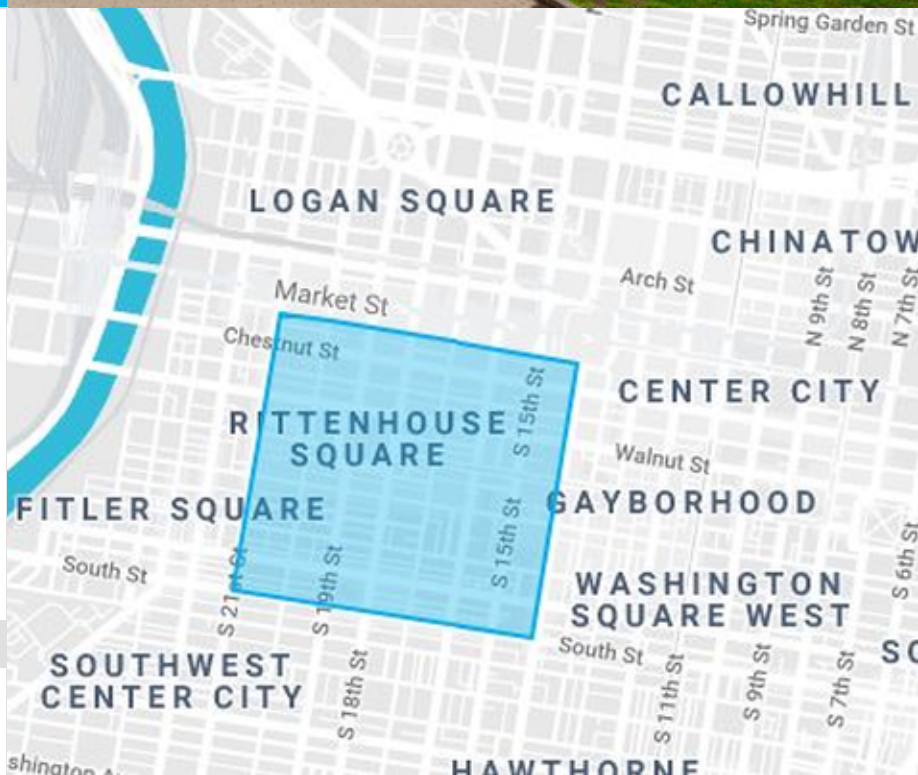 Spring Garden St
CALLOWHILL
LOGAN SQUARE
CHINATOW
Arch St
N 9th St
N 8th St
N 7th St
Market St
Chestnut St
CENTER CITY
S 15th St
RITTENHOUSE
SQUARE
Walnut St
FITLER SQUARE
GAYBORHOOD
S 15th St
South St
S 21st St
S 19th St
WASHINGTON
SQUARE WEST
S 6th St
South St
SO
SOUTHWEST
CENTER CITY
S 18th St
S 11th St
S 9th St
S 7th St
shington A
HAWTHORNE